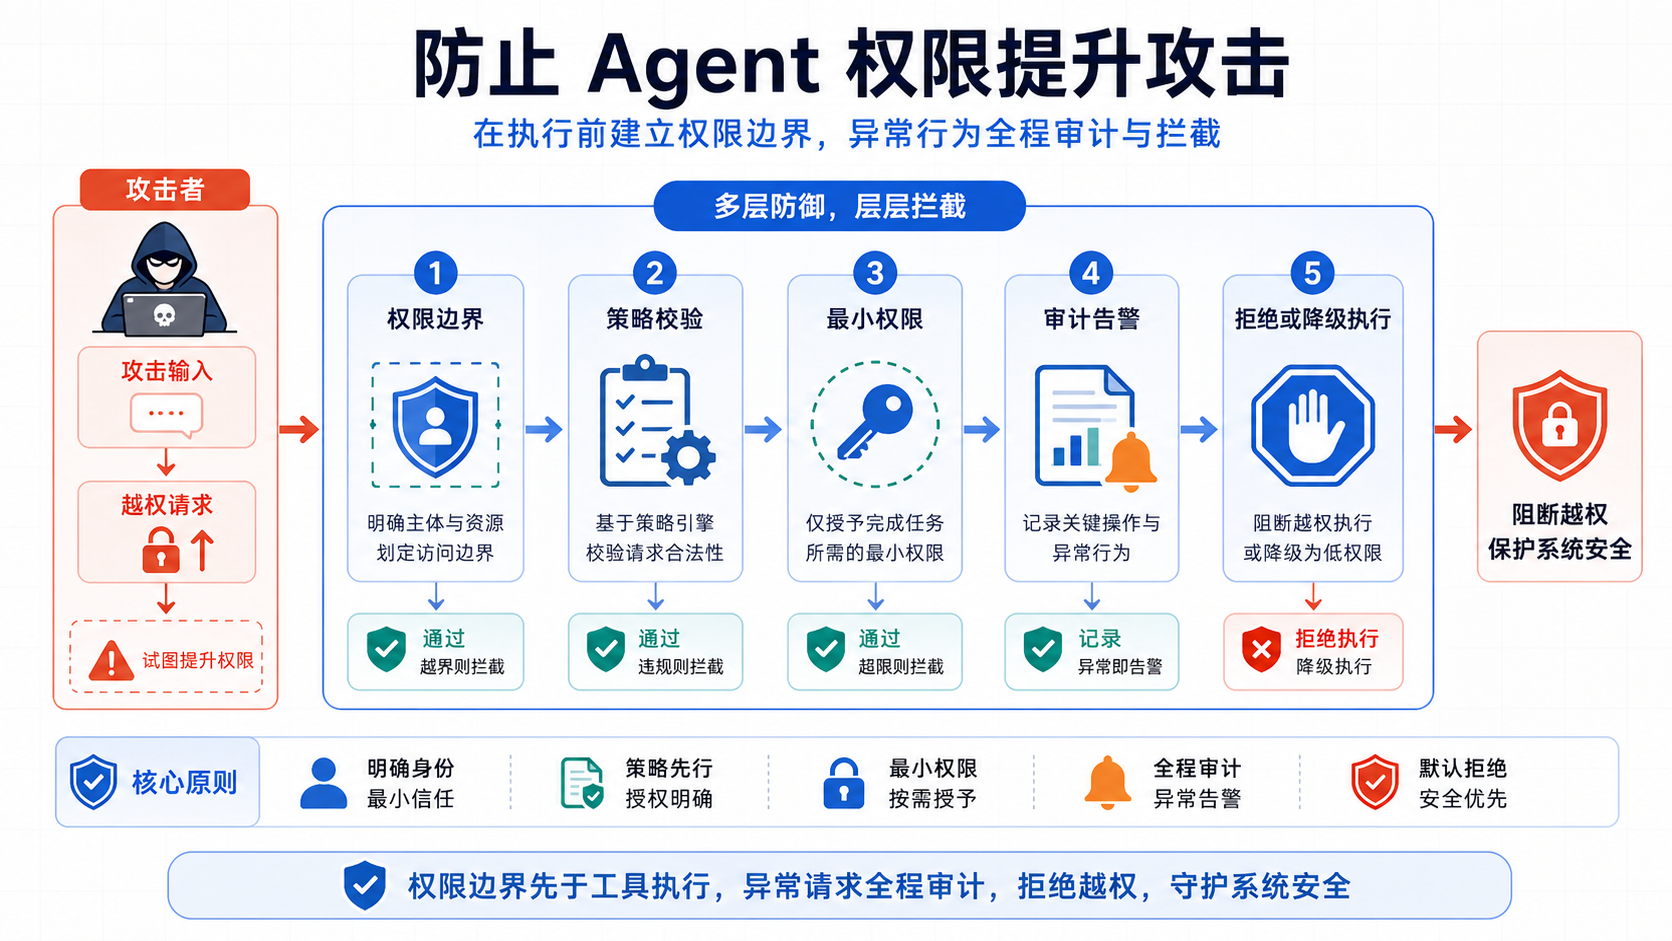 防止 Agent 权限提升攻击
在执行前建立权限边界，异常行为全程审计与拦截
攻击者
攻击输入
越权请求
试图提升权限
多层防御，层层拦截
1
权限边界
明确主体与资源
划定访问边界
通过
越界则拦截
2
策略校验
基于策略引擎
校验请求合法性
通过
违规则拦截
3
最小权限
仅授予完成任务
所需的最小权限
通过
超限则拦截
4
审计告警
记录关键操作与
异常行为
记录
异常即告警
5
拒绝或降级执行
阻断越权执行
或降级为低权限
拒绝执行
降级执行
阻断越权
保护系统安全
核心原则
明确身份
最小信任
策略先行
授权明确
最小权限
按需授予
全程审计
异常告警
默认拒绝
安全优先
权限边界先于工具执行，异常请求全程审计，拒绝越权，守护系统安全